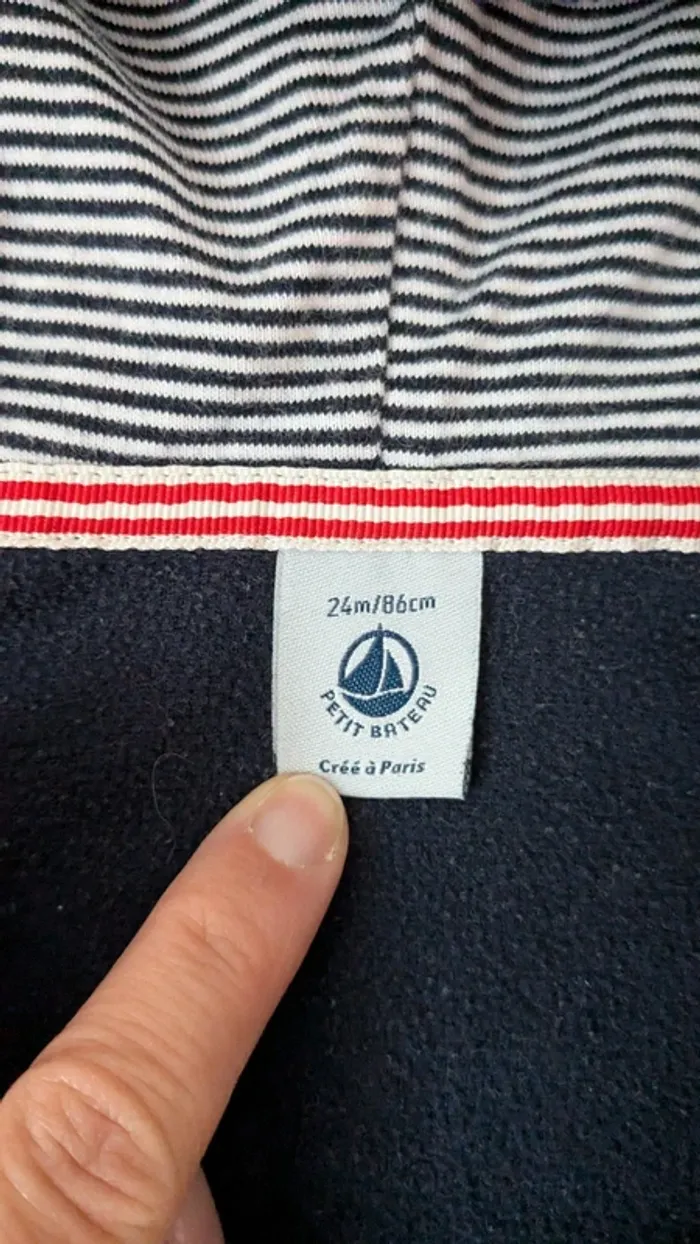 24m/86cm
PETIT BATEAU
Créé à Paris